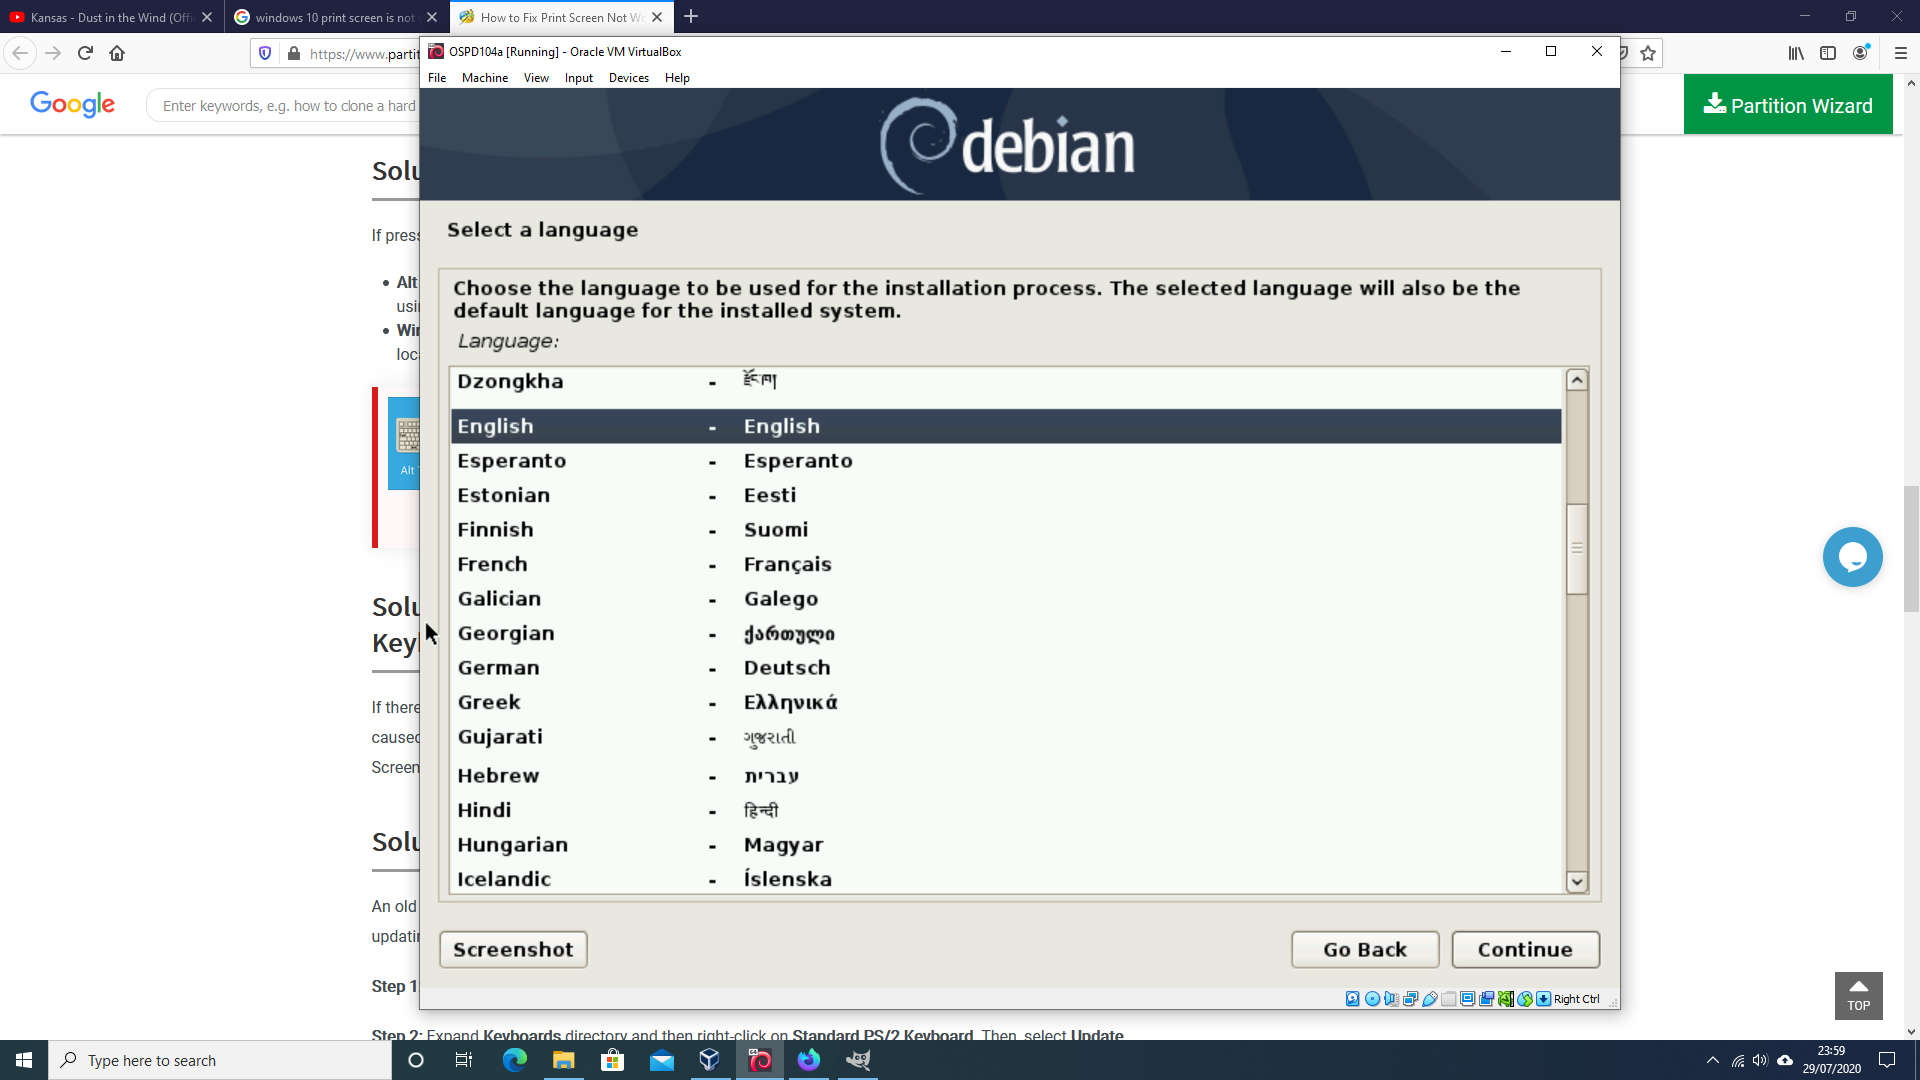 Kansas - Dust in the Wind (Offi
windows 10 print screen is not
How to Fix Print Screen Not W
https://www.partit
OSPD104a [Running] - Oracle VM VirtualBox
File Machine View Input Devices Help
Google
Enter keywords, e.g. how to clone a hard
Partition Wizard
debian
Select a language
Choose the language to be used for the installation process. The selected language will also be the
default language for the installed system.
Language:
Dzongkha - རྫོང་ཁ།
English - English
Esperanto - Esperanto
Estonian - Eesti
Finnish - Suomi
French - Français
Galician - Galego
Georgian - ქართული
German - Deutsch
Greek - Ελληνικά
Gujarati - ગુજરાતી
Hebrew - עברית
Hindi - हिन्दी
Hungarian - Magyar
Icelandic - Íslenska
Screenshot
Go Back
Continue
Right Ctrl
Solu
If press
Alt
usin
Win
loca
Alt
Solu
Key
If there
caused
Screen
Solu
An old
updatin
Step 1
Step 2: Expand Keyboards directory and then right-click on Standard PS/2 Keyboard. Then, select Update
TOP
Type here to search
23:59
29/07/2020